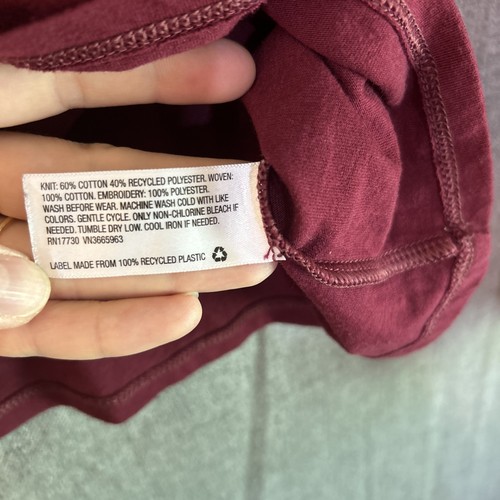 KNIT: 60% COTTON 40% RECYCLED POLYESTER. WOVEN:
100% COTTON. EMBROIDERY: 100% POLYESTER.
WASH BEFORE WEAR. MACHINE WASH COLD WITH LIKE
COLORS. GENTLE CYCLE. ONLY NON-CHLORINE BLEACH IF
NEEDED. TUMBLE DRY LOW. COOL IRON IF NEEDED.
RN17730 VN3665963
LABEL MADE FROM 100% RECYCLED PLASTIC